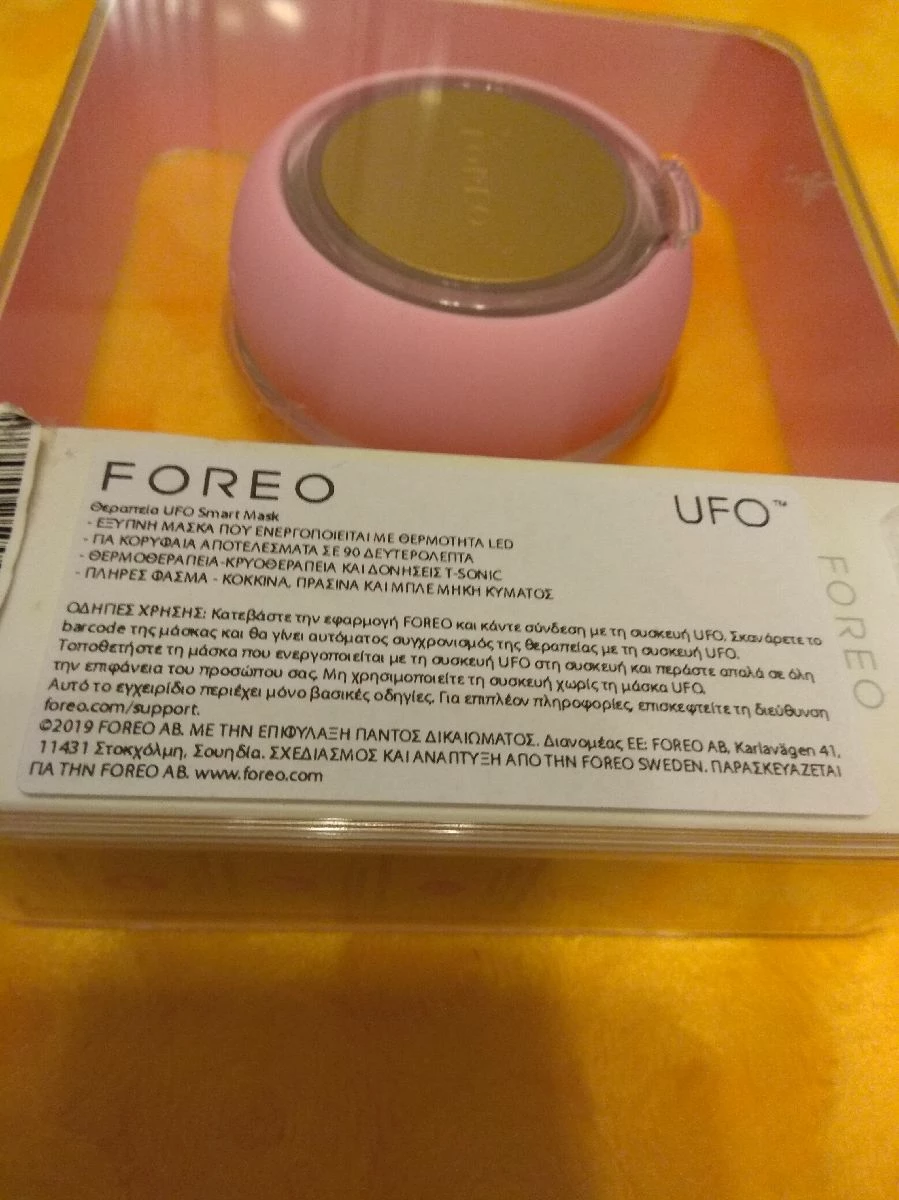 FOREO
FOREO
UFO™
Θεραπεία UFO Smart Mask
- ΕΞΥΠΝΗ ΜΑΣΚΑ ΠΟΥ ΕΝΕΡΓΟΠΟΙΕΙΤΑΙ ΜΕ ΘΕΡΜΟΤΗΤΑ LED
- ΓΙΑ ΚΟΡΥΦΑΙΑ ΑΠΟΤΕΛΕΣΜΑΤΑ ΣΕ 90 ΔΕΥΤΕΡΟΛΕΠΤΑ
- ΘΕΡΜΟΘΕΡΑΠΕΙΑ-ΚΡΥΟΘΕΡΑΠΕΙΑ ΚΑΙ ΔΟΝΗΣΕΙΣ T-SONIC
- ΠΛΗΡΕΣ ΦΑΣΜΑ - ΚΟΚΚΙΝΑ, ΠΡΑΣΙΝΑ ΚΑΙ ΜΠΛΕ ΜΗΚΗ ΚΥΜΑΤΟΣ
FOREO
ΟΔΗΓΙΕΣ ΧΡΗΣΗΣ: Κατεβάστε την εφαρμογή FOREO και κάντε σύνδεση με τη συσκευή UFO. Σκανάρετε το
barcode της μάσκας και θα γίνει αυτόματος συγχρονισμός της θεραπείας με τη συσκευή UFO.
Τοποθετήστε τη μάσκα που ενεργοποιείται με τη συσκευή UFO στη συσκευή και περάστε απαλά σε όλη
την επιφάνεια του προσώπου σας. Μη χρησιμοποιείτε τη συσκευή χωρίς τη μάσκα UFO.
Αυτό το εγχειρίδιο περιέχει μόνο βασικές οδηγίες. Για επιπλέον πληροφορίες, επισκεφτείτε τη διεύθυνση
foreo.com/support.
©2019 FOREO AB. ΜΕ ΤΗΝ ΕΠΙΦΥΛΑΞΗ ΠΑΝΤΟΣ ΔΙΚΑΙΩΜΑΤΟΣ. Διανομέας ΕΕ: FOREO AB, Karlavägen 41,
11431 Στοκχόλμη, Σουηδία. ΣΧΕΔΙΑΣΜΟΣ ΚΑΙ ΑΝΑΠΤΥΞΗ ΑΠΟ ΤΗΝ FOREO SWEDEN. ΠΑΡΑΣΚΕΥΑΖΕΤΑΙ
ΓΙΑ ΤΗΝ FOREO AB. www.foreo.com